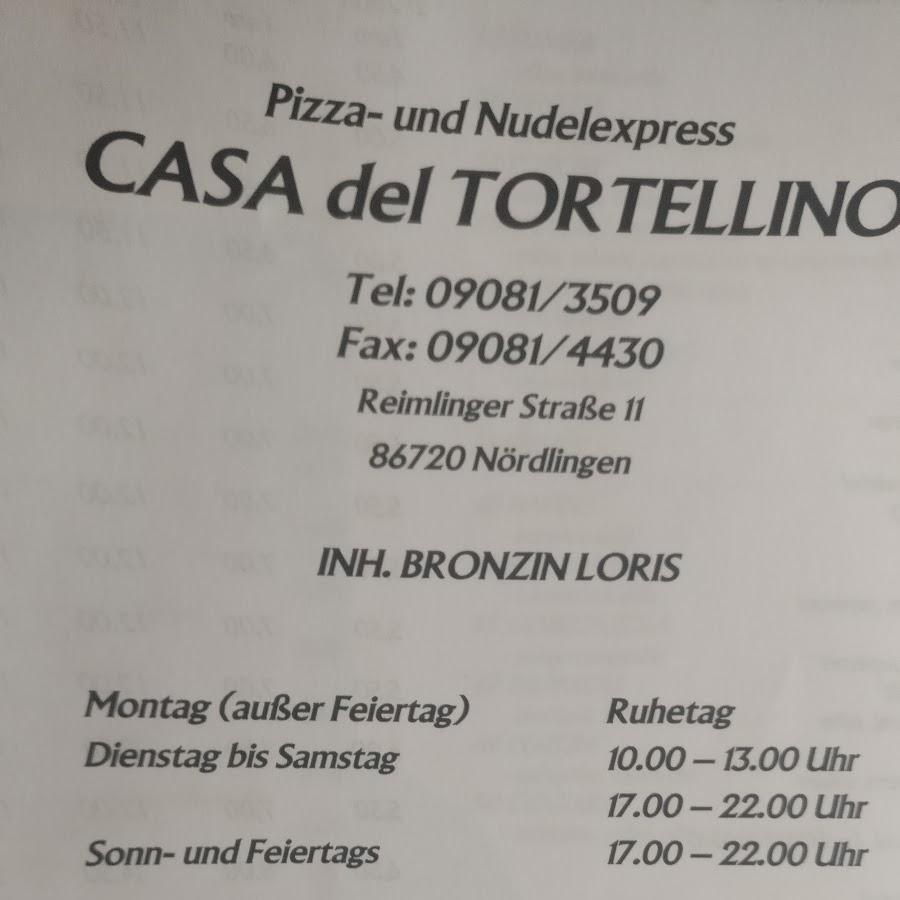 Pizza- und Nudelexpress
CASA del TORTELLINO
Tel: 09081/3509
Fax: 09081/4430
Reimlinger Straße 11
86720 Nördlingen
INH. BRONZIN LORIS
Montag (außer Feiertag) Ruhetag
Dienstag bis Samstag 10.00 – 13.00 Uhr
17.00 – 22.00 Uhr
Sonn- und Feiertags 17.00 – 22.00 Uhr